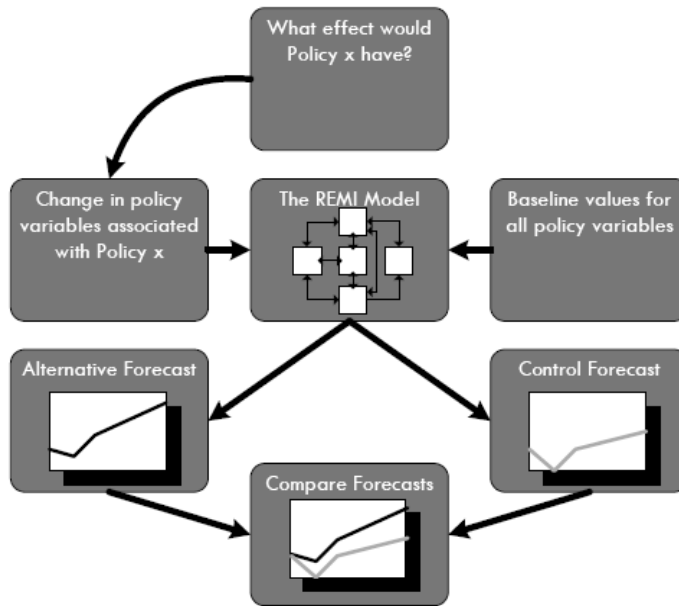 What effect would
Policy x have?
Change in policy
variables associated
with Policy x
The REMI Model
Baseline values for
all policy variables
Alternative Forecast
Control Forecast
Compare Forecasts